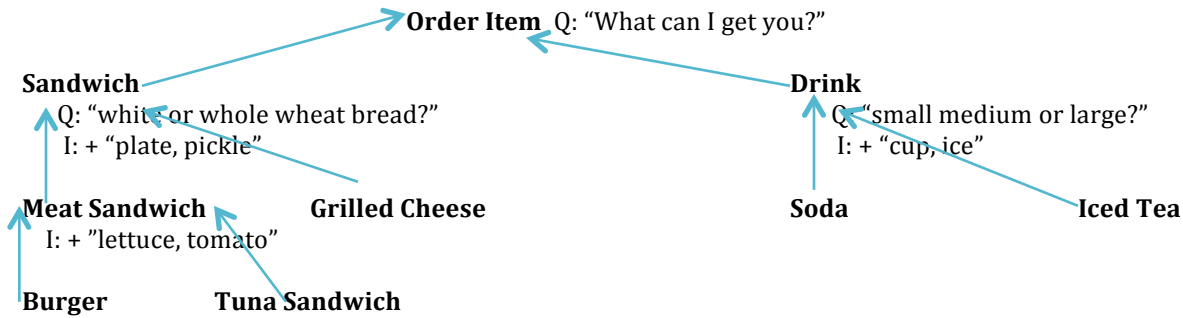 Order Item Q: “What can I get you?”
Sandwich Drink
Q: “white or whole wheat bread?” Q: “small medium or large?”
I: + “plate, pickle” I: + “cup, ice”
Meat Sandwich Grilled Cheese Soda Iced Tea
I: + ”lettuce, tomato”
Burger Tuna Sandwich